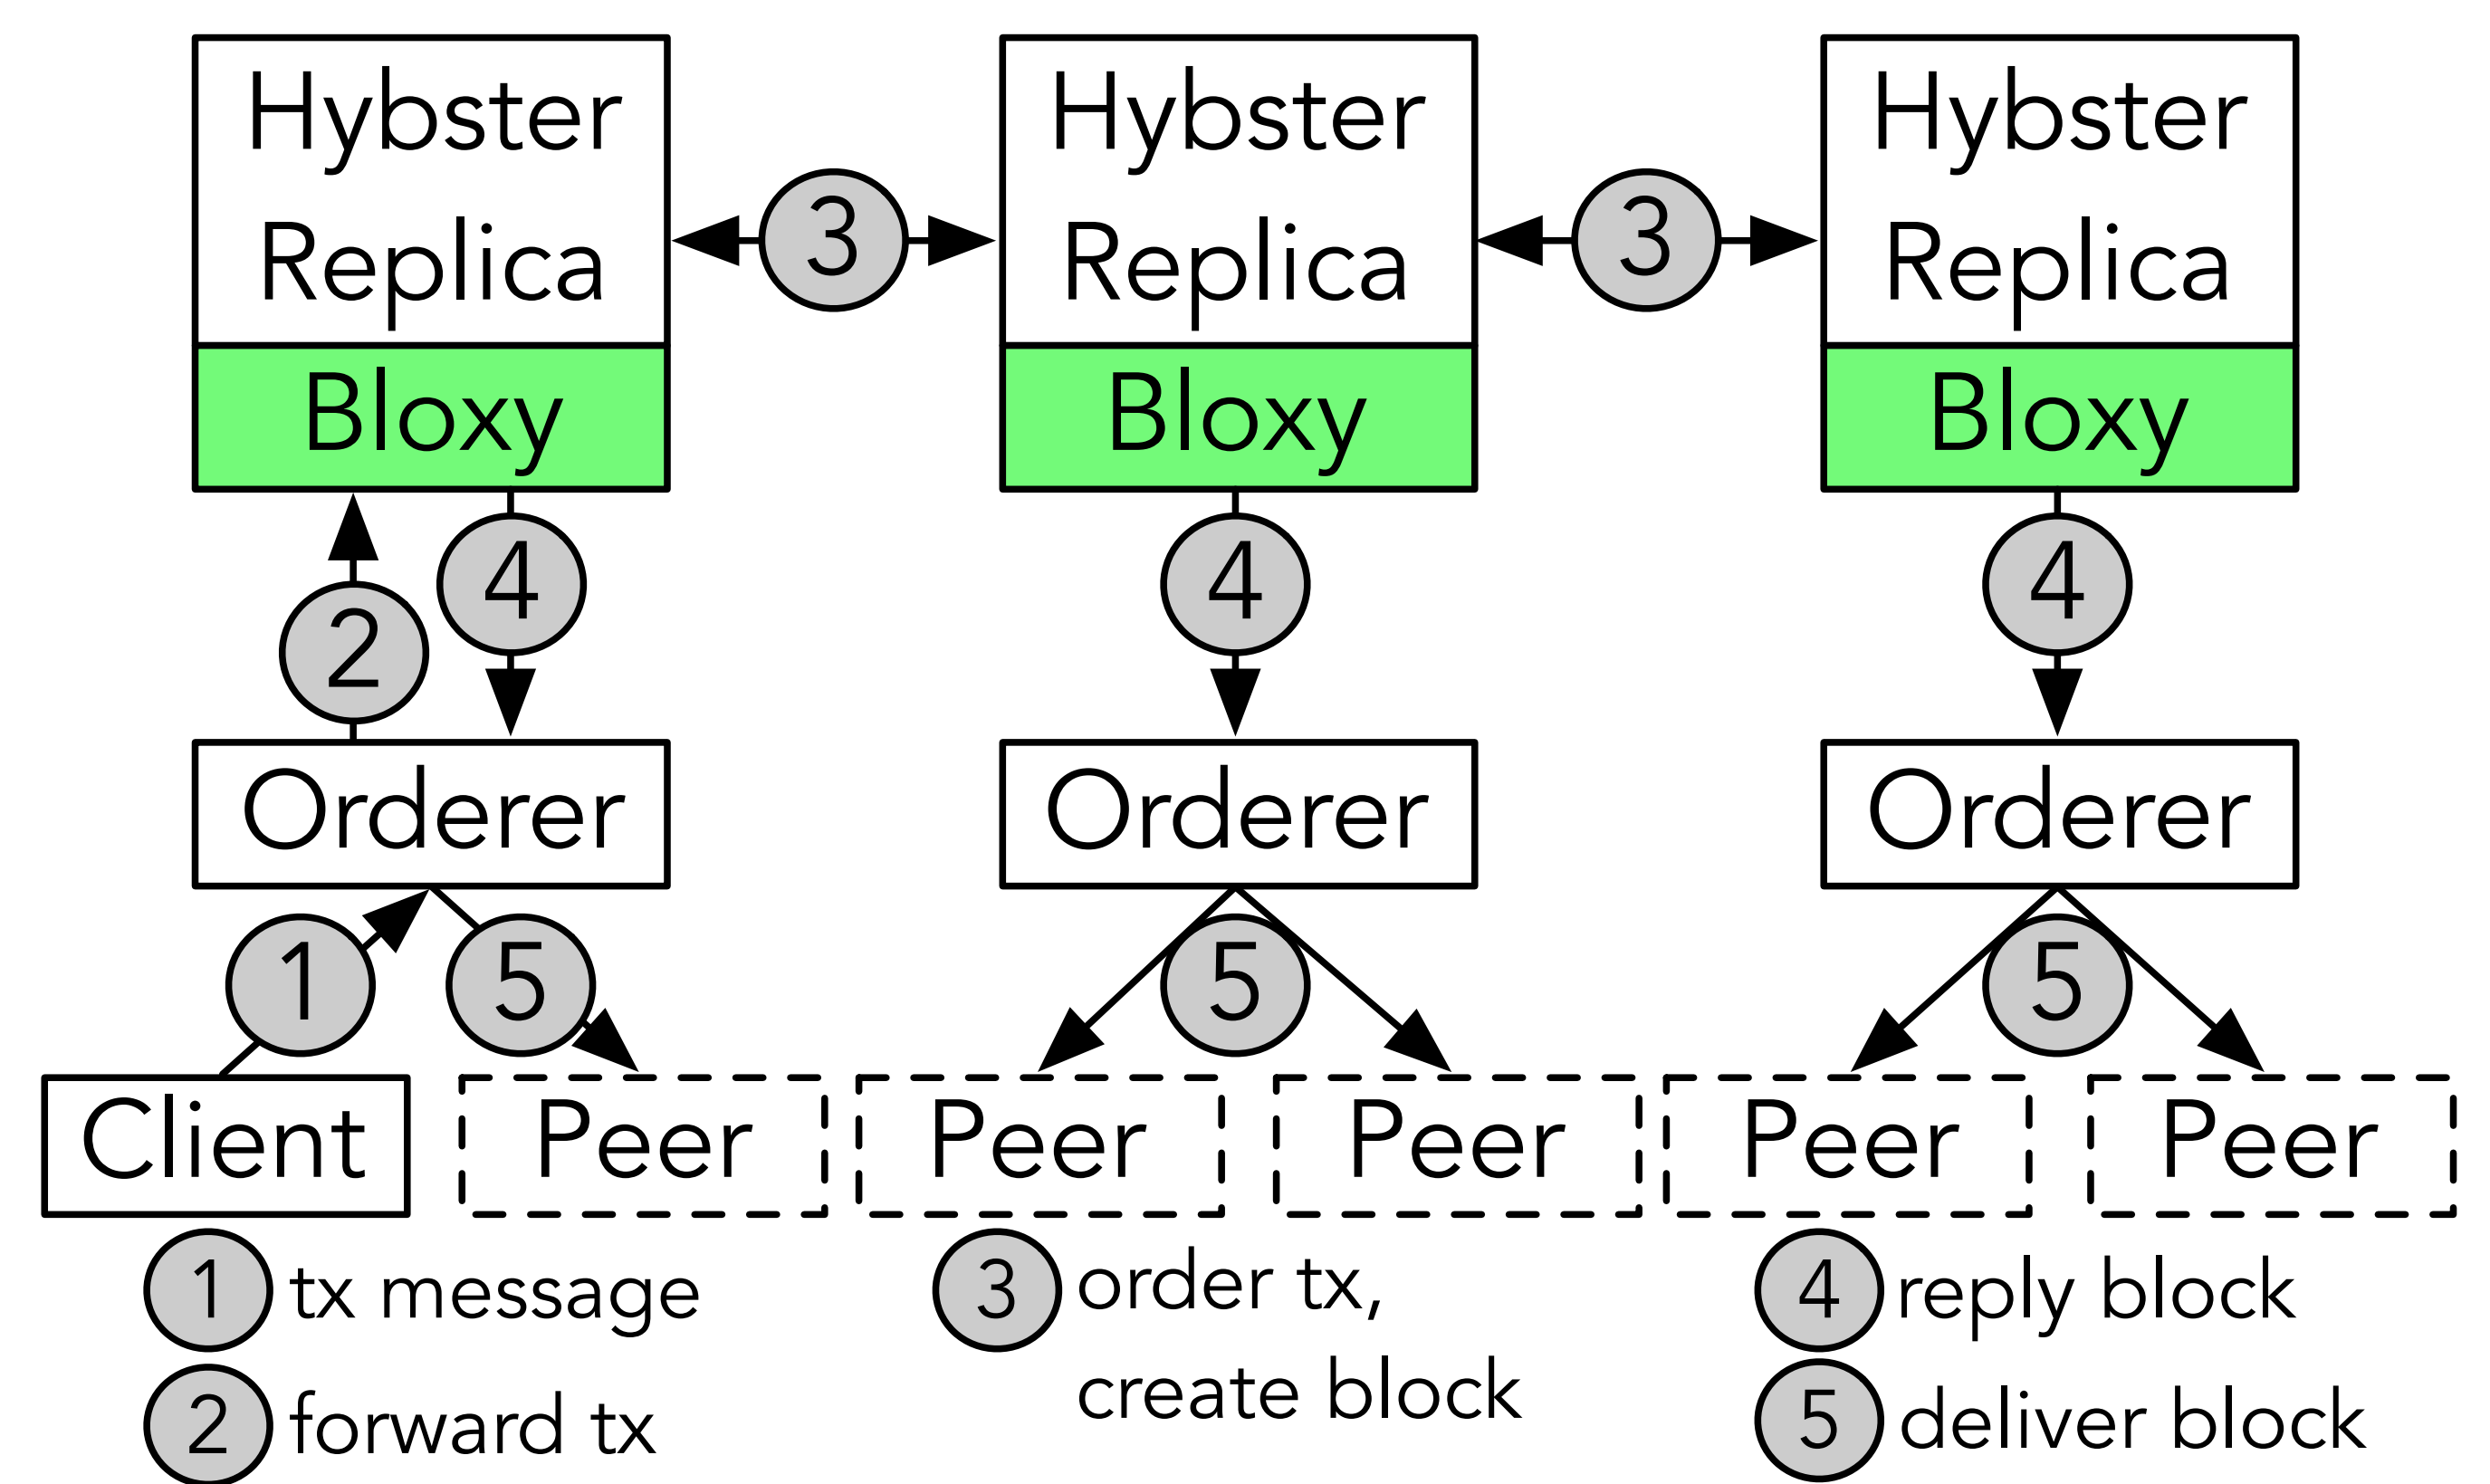 Hybster
Replica
Bloxy
3
Hybster
Replica
Bloxy
3
Hybster
Replica
Bloxy
2
4
4
4
Orderer
Orderer
Orderer
1
5
5
5
Client
Peer
Peer
Peer
Peer
Peer
1 tx message
2 forward tx
3 order tx,
create block
4 reply block
5 deliver block